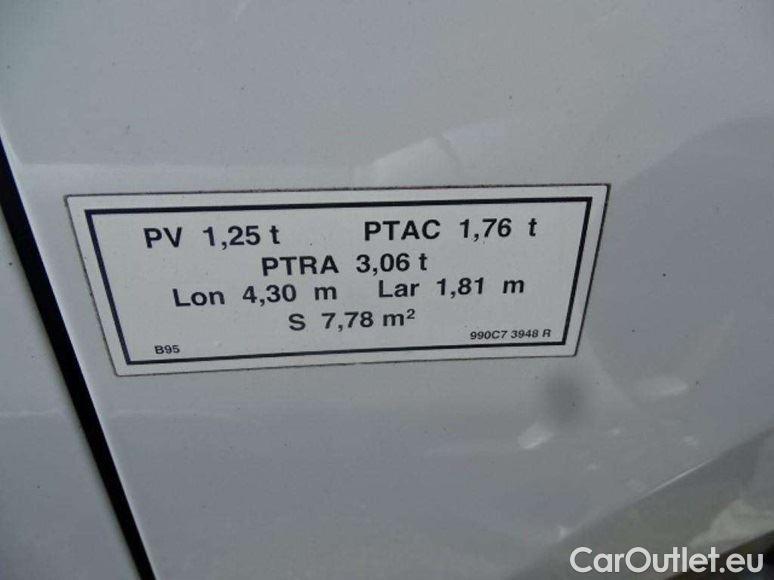 PV 1,25 t PTAC 1,76 t
PTRA 3,06 t
Lon 4,30 m Lar 1,81 m
S 7,78 m²
B95 990C7 3948 R
CarOutlet.eu